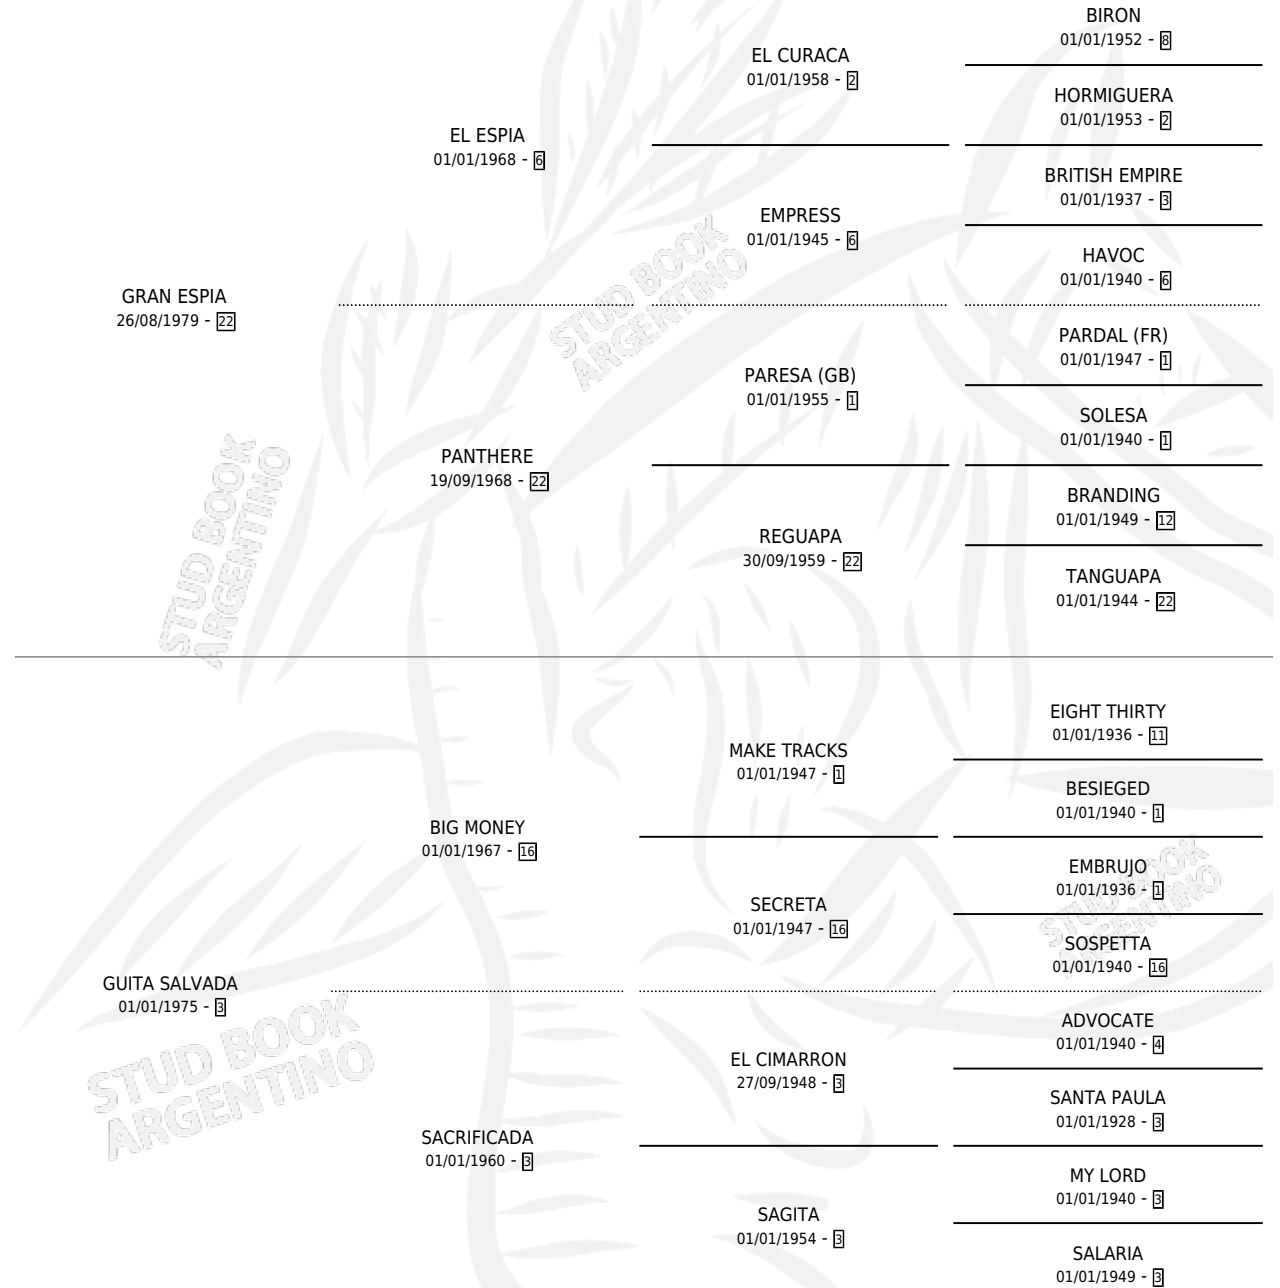 BIRON
01/01/1952 - 8
EL CURACA
01/01/1958 - 2
HORMIGUERA
01/01/1953 - 2
EL ESPIA
01/01/1968 - 6
BRITISH EMPIRE
01/01/1937 - 3
EMPRESS
01/01/1945 - 6
HAVOC
01/01/1940 - 6
GRAN ESPIA
26/08/1979 - 22
PARDAL (FR)
01/01/1947 - 1
PARESA (GB)
01/01/1955 - 1
SOLESA
01/01/1940 - 1
PANTHERE
19/09/1968 - 22
BRANDING
01/01/1949 - 12
REGUAPA
30/09/1959 - 22
TANGUAPA
01/01/1944 - 22
STUD BOOK
ARGENTINO
STUD BOOK
ARGENTINO
EIGHT THIRTY
01/01/1936 - 11
MAKE TRACKS
01/01/1947 - 1
BESIEGED
01/01/1940 - 1
BIG MONEY
01/01/1967 - 16
EMBRUJO
01/01/1936 - 1
SECRETA
01/01/1947 - 16
SOSPETTA
01/01/1940 - 16
GUITA SALVADA
01/01/1975 - 3
ADVOCATE
01/01/1940 - 4
EL CIMARRON
27/09/1948 - 3
SANTA PAULA
01/01/1928 - 3
SACRIFICADA
01/01/1960 - 3
MY LORD
01/01/1940 - 3
SAGITA
01/01/1954 - 3
SALARIA
01/01/1949 - 3
STUD BOOK
ARGENTINO
STUD BOOK
ARGENTINO